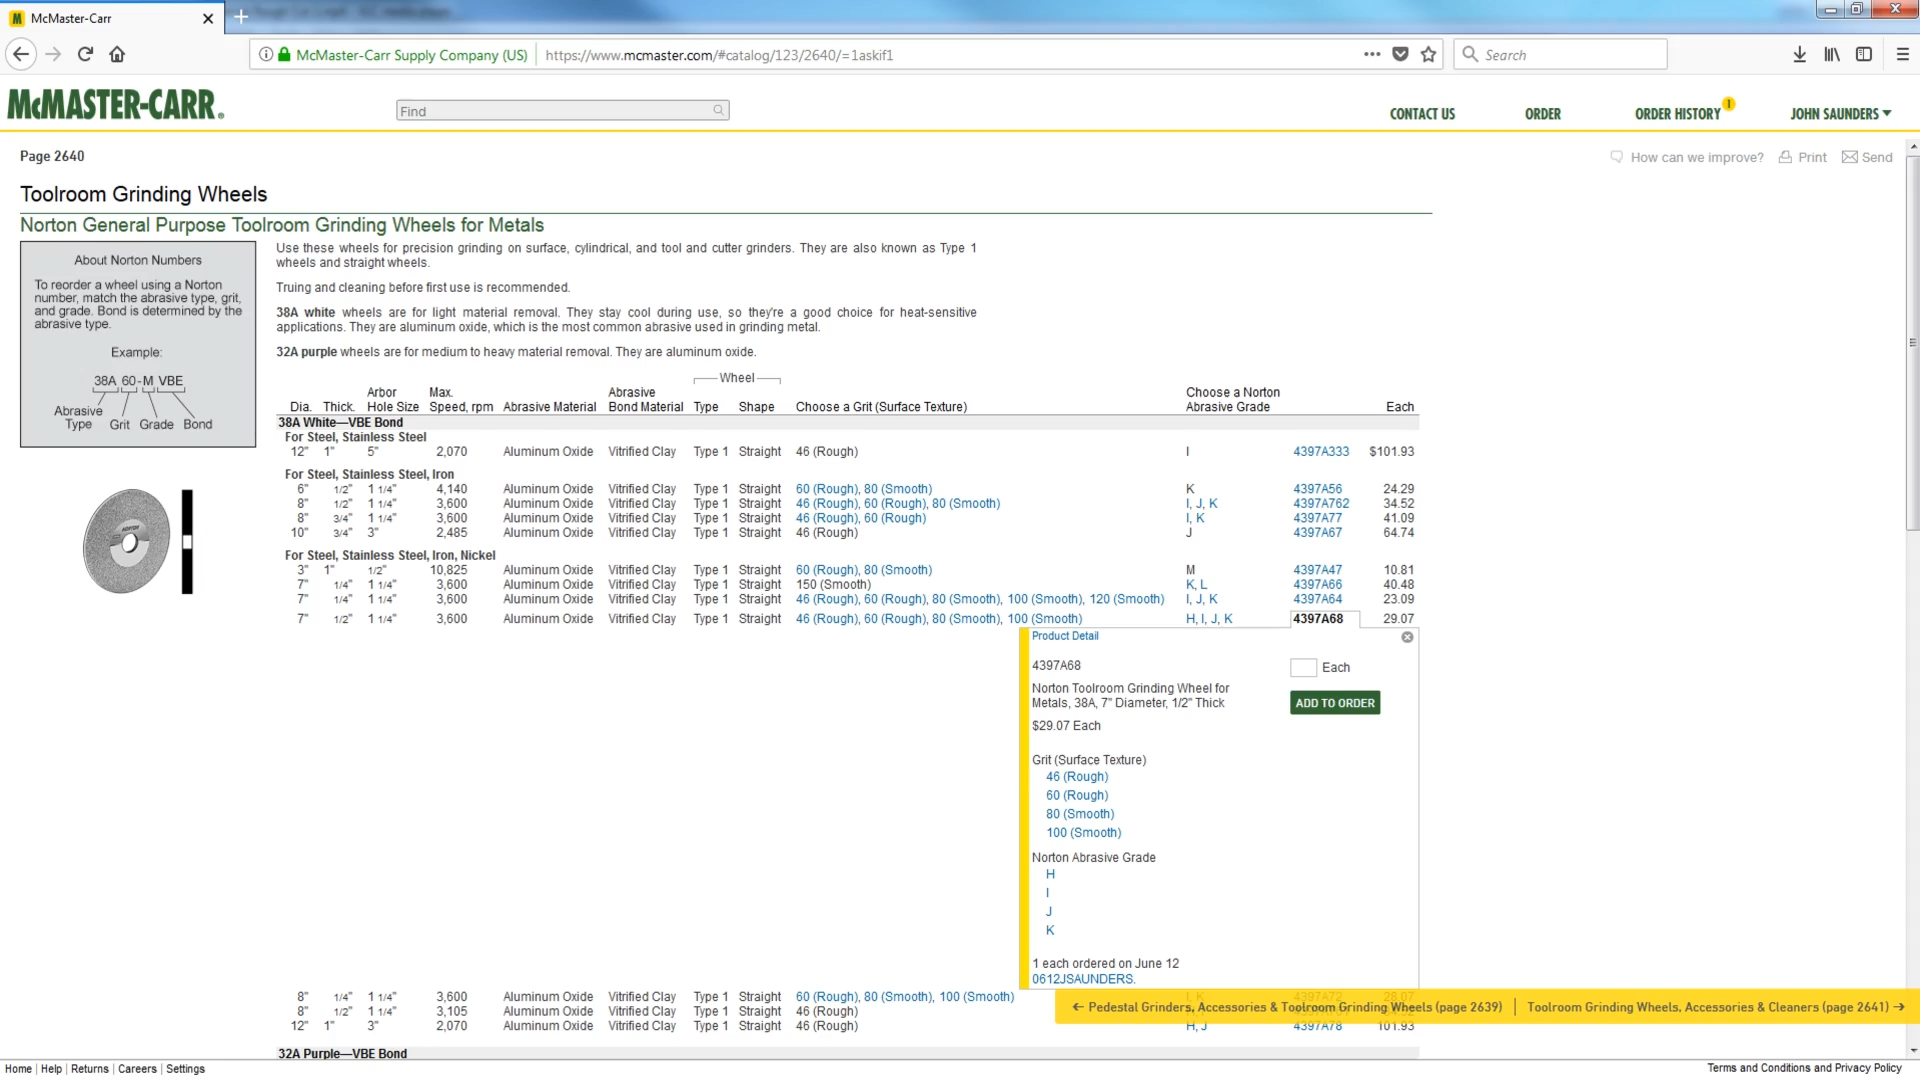 McMaster-Carr
McMaster-Carr Supply Company (US)
https://www.mcmaster.com/#catalog/123/2640/=1askif1
Search
McMASTER-CARR.
Find
CONTACT US
ORDER
ORDER HISTORY
1
JOHN SAUNDERS
Page 2640
How can we improve?
Print
Send
Toolroom Grinding Wheels
Norton General Purpose Toolroom Grinding Wheels for Metals
About Norton Numbers
To reorder a wheel using a Norton
number, match the abrasive type, grit,
and grade. Bond is determined by the
abrasive type.
Example:
38A 60-M VBE
Abrasive
Type Grit Grade Bond
NORTON
Use these wheels for precision grinding on surface, cylindrical, and tool and cutter grinders. They are also known as Type 1
wheels and straight wheels.
Truing and cleaning before first use is recommended.
38A white wheels are for light material removal. They stay cool during use, so they're a good choice for heat-sensitive
applications. They are aluminum oxide, which is the most common abrasive used in grinding metal.
32A purple wheels are for medium to heavy material removal. They are aluminum oxide.
Wheel
Arbor Max. Abrasive Choose a Norton
Dia. Thick. Hole Size Speed, rpm Abrasive Material Bond Material Type Shape Choose a Grit (Surface Texture) Abrasive Grade Each
38A White—VBE Bond
For Steel, Stainless Steel
12" 1" 5" 2,070 Aluminum Oxide Vitrified Clay Type 1 Straight 46 (Rough) I 4397A333 $101.93
For Steel, Stainless Steel, Iron
6" 1/2" 1 1/4" 4,140 Aluminum Oxide Vitrified Clay Type 1 Straight 60 (Rough), 80 (Smooth) K 4397A56 24.29
8" 1/2" 1 1/4" 3,600 Aluminum Oxide Vitrified Clay Type 1 Straight 46 (Rough), 60 (Rough), 80 (Smooth) I, J, K 4397A762 34.52
8" 3/4" 1 1/4" 3,600 Aluminum Oxide Vitrified Clay Type 1 Straight 46 (Rough), 60 (Rough) I, K 4397A77 41.09
10" 3/4" 3" 2,485 Aluminum Oxide Vitrified Clay Type 1 Straight 46 (Rough) J 4397A67 64.74
For Steel, Stainless Steel, Iron, Nickel
3" 1" 1/2" 10,825 Aluminum Oxide Vitrified Clay Type 1 Straight 60 (Rough), 80 (Smooth) M 4397A47 10.81
7" 1/4" 1 1/4" 3,600 Aluminum Oxide Vitrified Clay Type 1 Straight 150 (Smooth) K, L 4397A66 40.48
7" 1/4" 1 1/4" 3,600 Aluminum Oxide Vitrified Clay Type 1 Straight 46 (Rough), 60 (Rough), 80 (Smooth), 100 (Smooth), 120 (Smooth) I, J, K 4397A64 23.09
7" 1/2" 1 1/4" 3,600 Aluminum Oxide Vitrified Clay Type 1 Straight 46 (Rough), 60 (Rough), 80 (Smooth), 100 (Smooth) H, I, J, K 4397A68 29.07
Product Detail
4397A68
Each
Norton Toolroom Grinding Wheel for
Metals, 38A, 7" Diameter, 1/2" Thick
ADD TO ORDER
$29.07 Each
Grit (Surface Texture)
46 (Rough)
60 (Rough)
80 (Smooth)
100 (Smooth)
Norton Abrasive Grade
H
I
J
K
1 each ordered on June 12
0612JSAUNDERS.
8" 1/4" 1 1/4" 3,600 Aluminum Oxide Vitrified Clay Type 1 Straight 60 (Rough), 80 (Smooth), 100 (Smooth) I, K 4397A72 28.07
8" 1/2" 1 1/4" 3,105 Aluminum Oxide Vitrified Clay Type 1 Straight 46 (Rough)
12" 1" 3" 2,070 Aluminum Oxide Vitrified Clay Type 1 Straight 46 (Rough) H, J 4397A78 101.93
← Pedestal Grinders, Accessories & Toolroom Grinding Wheels (page 2639) | Toolroom Grinding Wheels, Accessories & Cleaners (page 2641) →
32A Purple—VBE Bond
Home | Help | Returns | Careers | Settings
Terms and Conditions and Privacy Policy